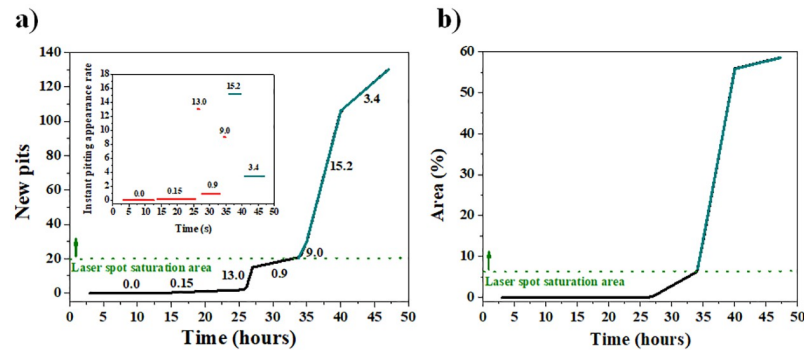 a)
New pits
140
120
100
80
60
40
20
0
0 5 10 15 20 25 30 35 40 45 50
Time (hours)
Laser spot saturation area
0.0 0.15 13.0 0.9 9.0 15.2 3.4
Instant pitting appearance rate
18
16
14
12
10
8
6
4
2
0
0 5 10 15 20 25 30 35 40 45 50
Time (s)
0.0 0.15 13.0 0.9 9.0 15.2 3.4
b)
Area (%)
60
50
40
30
20
10
0
0 5 10 15 20 25 30 35 40 45 50
Time (hours)
Laser spot saturation area